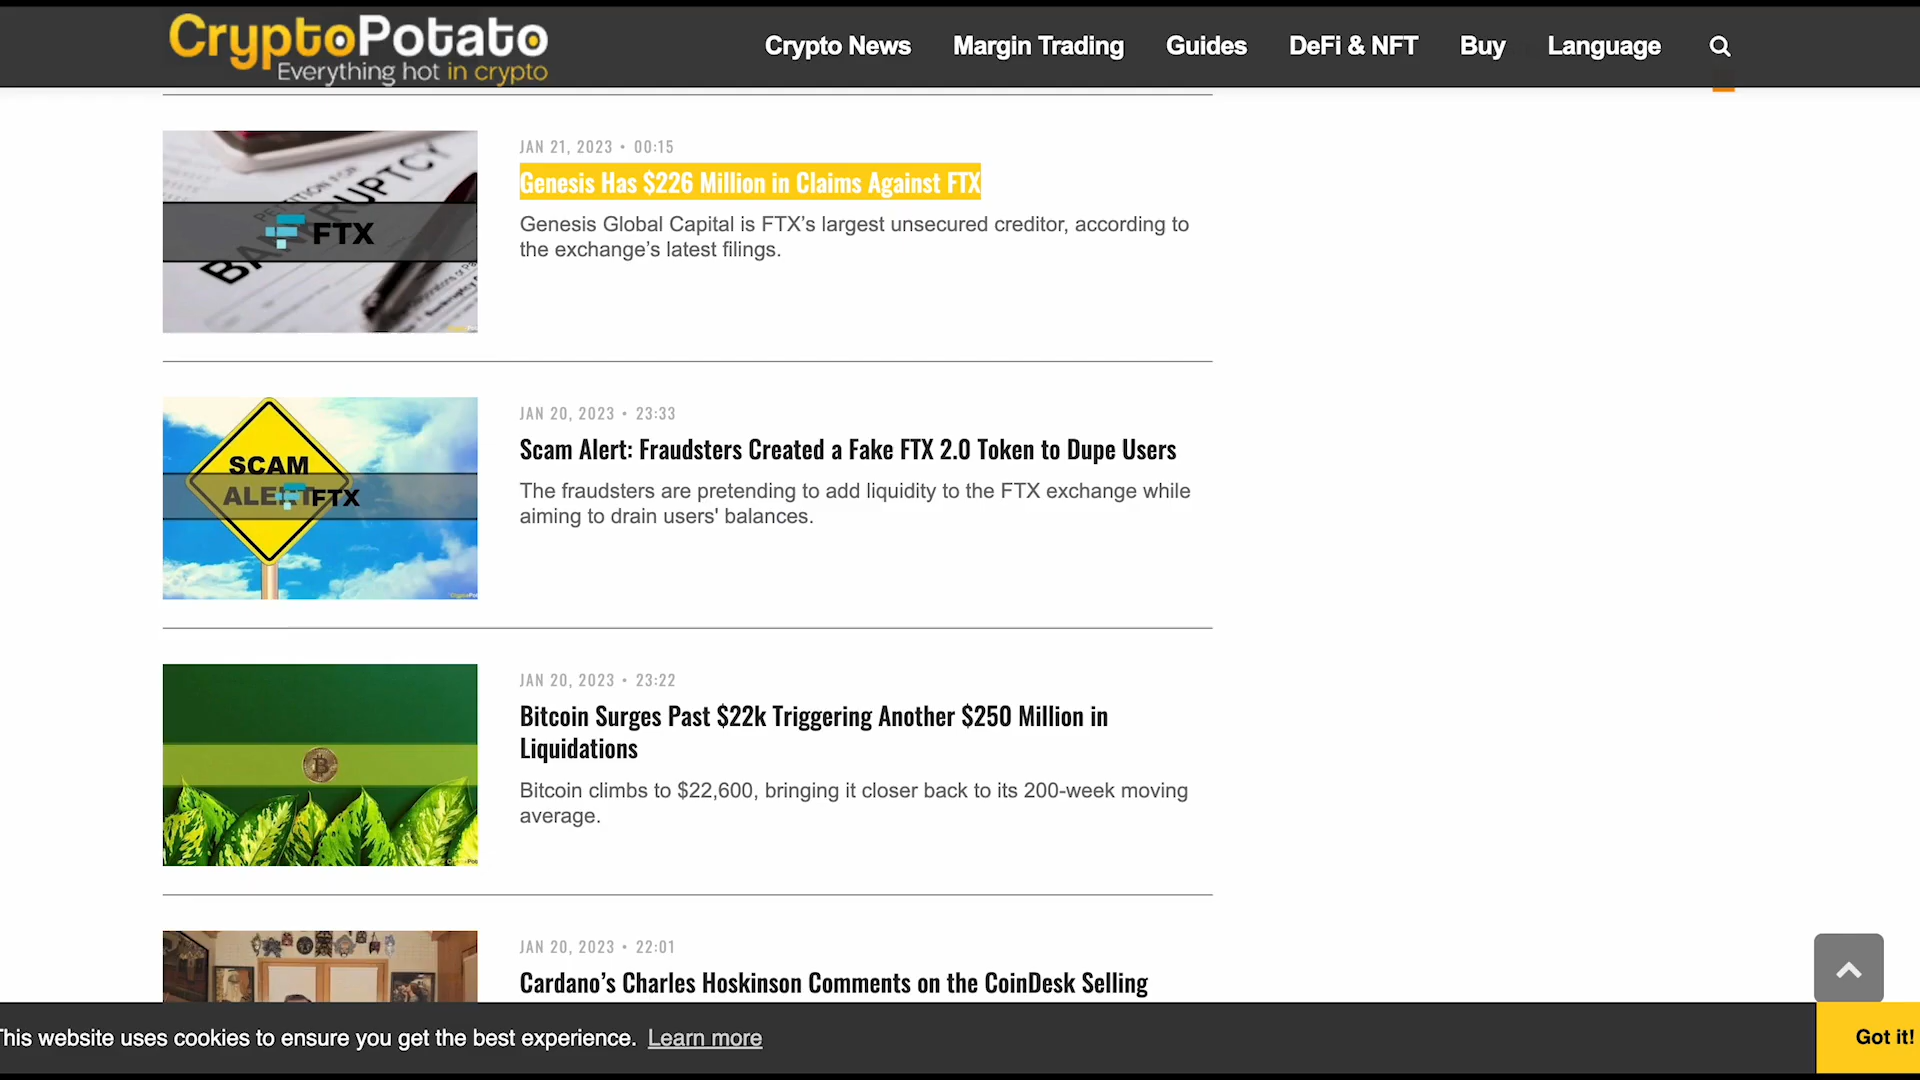 CryptoPotato
Everything hot in crypto
Crypto News
Margin Trading
Guides
DeFi & NFT
Buy
Language
PETITION FOR
BANKRUPTCY
FTX
JAN 21, 2023 • 00:15
Genesis Has $226 Million in Claims Against FTX
Genesis Global Capital is FTX’s largest unsecured creditor, according to
the exchange’s latest filings.
SCAM
ALERT
FTX
JAN 20, 2023 • 23:33
Scam Alert: Fraudsters Created a Fake FTX 2.0 Token to Dupe Users
The fraudsters are pretending to add liquidity to the FTX exchange while
aiming to drain users' balances.
JAN 20, 2023 • 23:22
Bitcoin Surges Past $22k Triggering Another $250 Million in
Liquidations
Bitcoin climbs to $22,600, bringing it closer back to its 200-week moving
average.
JAN 20, 2023 • 22:01
Cardano’s Charles Hoskinson Comments on the CoinDesk Selling
This website uses cookies to ensure you get the best experience. Learn more
Got it!